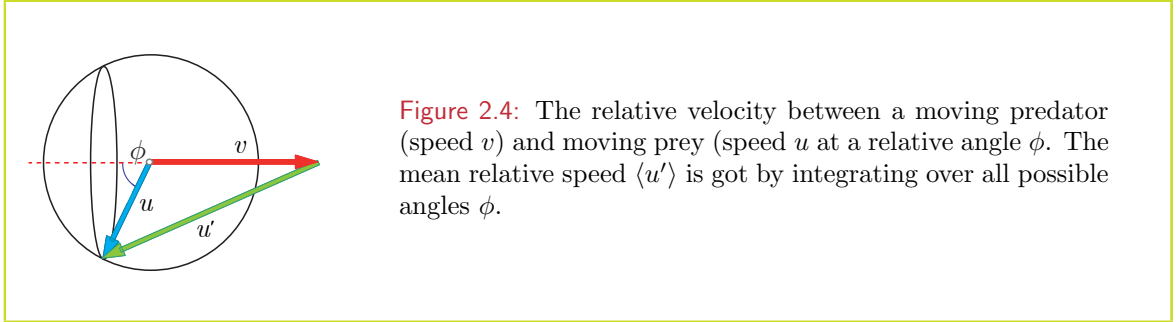 ϕ
v
u
u′
Figure 2.4: The relative velocity between a moving predator
(speed v) and moving prey (speed u at a relative angle ϕ. The
mean relative speed ⟨u′⟩ is got by integrating over all possible
angles ϕ.